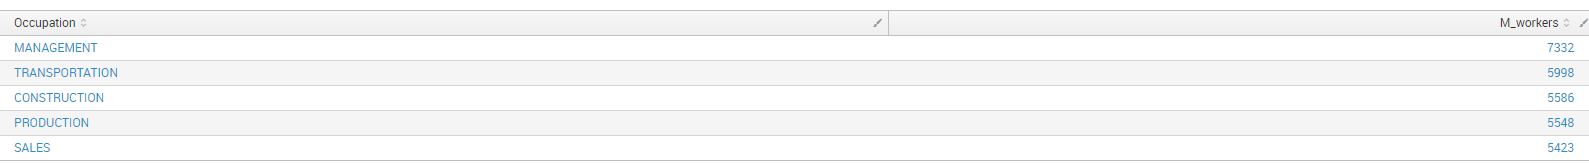 Occupation M_workers
MANAGEMENT 7332
TRANSPORTATION 5998
CONSTRUCTION 5586
PRODUCTION 5548
SALES 5423